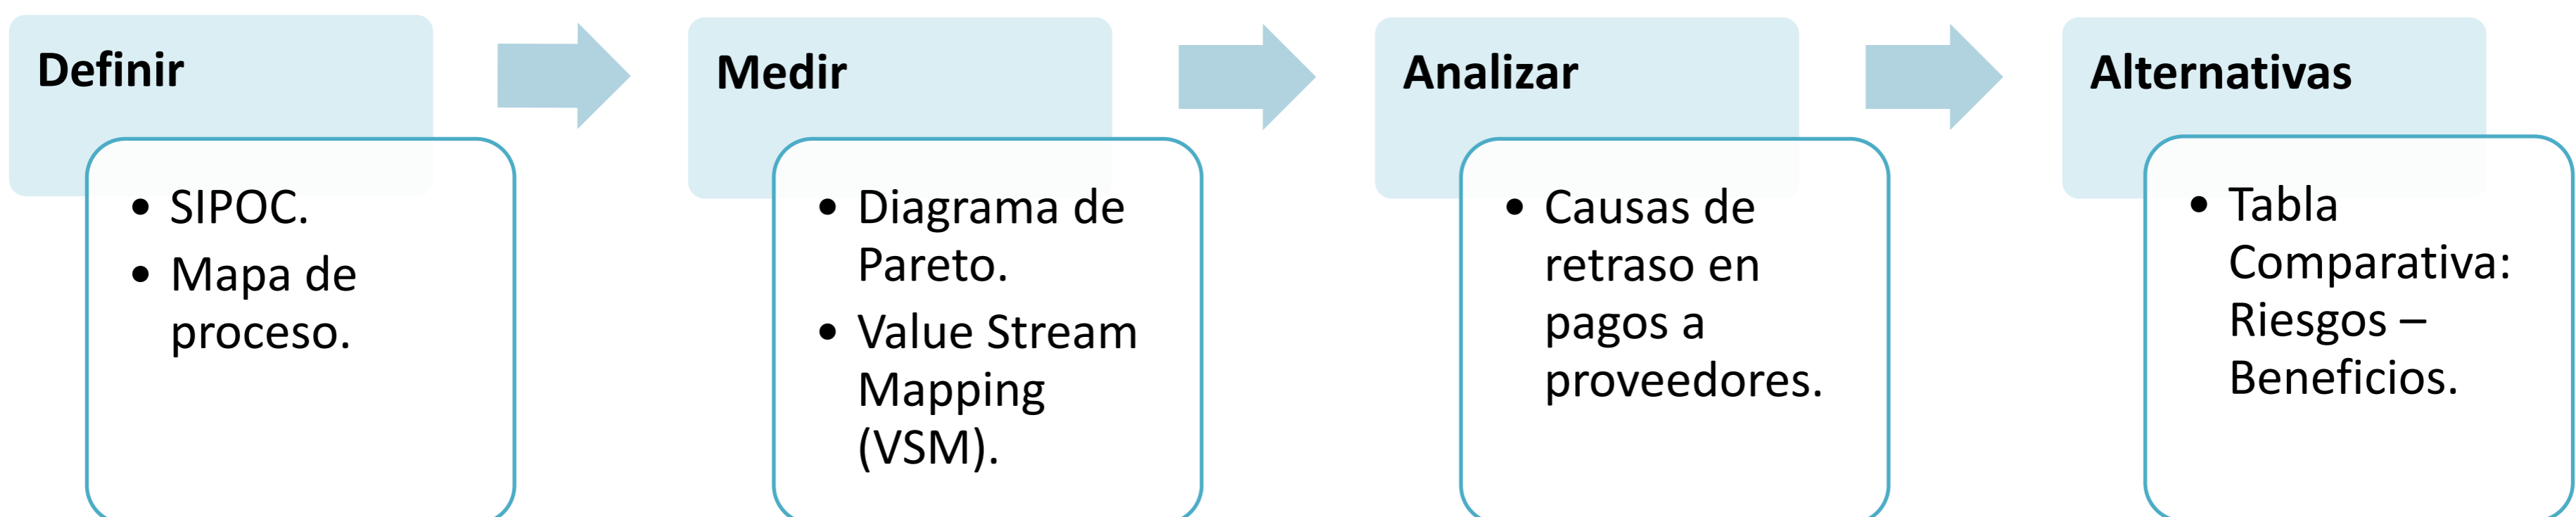 Definir
• SIPOC.
• Mapa de
proceso.
Medir
• Diagrama de
Pareto.
• Value Stream
Mapping
(VSM).
Analizar
• Causas de
retraso en
pagos a
proveedores.
Alternativas
• Tabla
Comparativa:
Riesgos –
Beneficios.